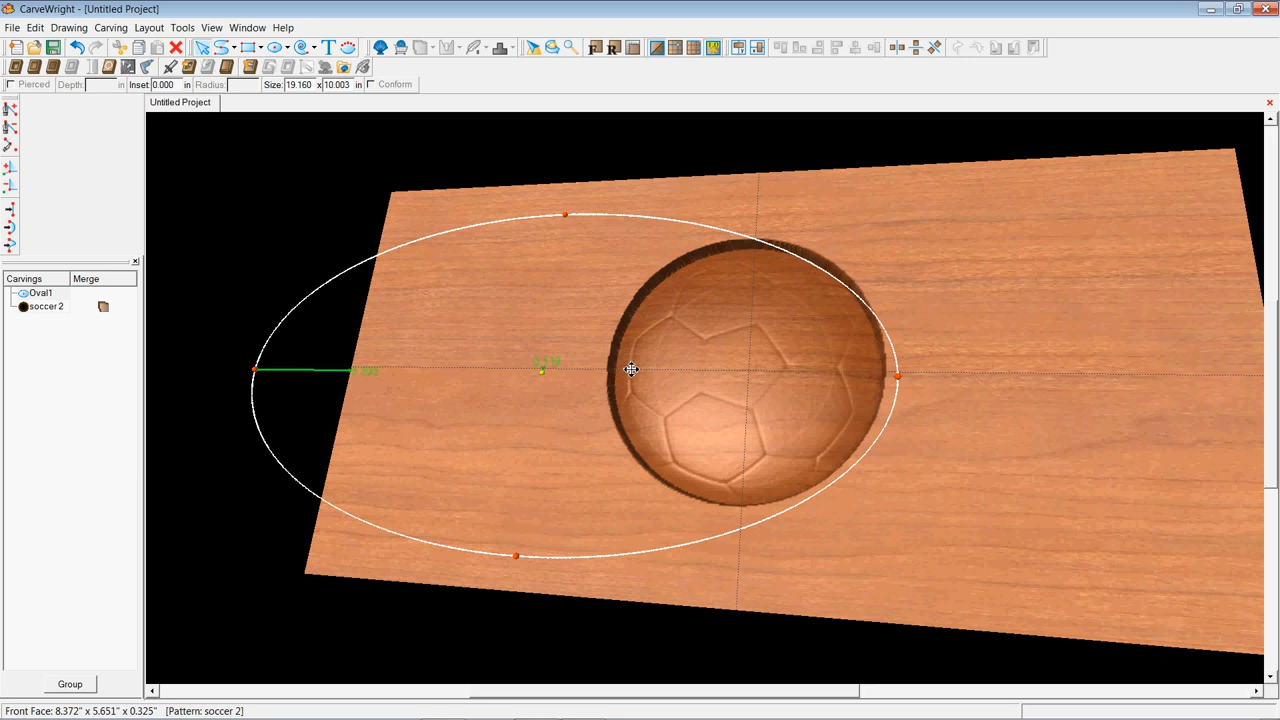 CarveWright - [Untitled Project]
File Edit Drawing Carving Layout Tools View Window Help
Pierced Depth: in Inset: 0.000 in Radius: Size: 19.160 x 10.003 in Conform
Untitled Project
Carvings Merge
Oval1
soccer 2
Group
Front Face: 8.372" x 5.651" x 0.325" [Pattern: soccer 2]